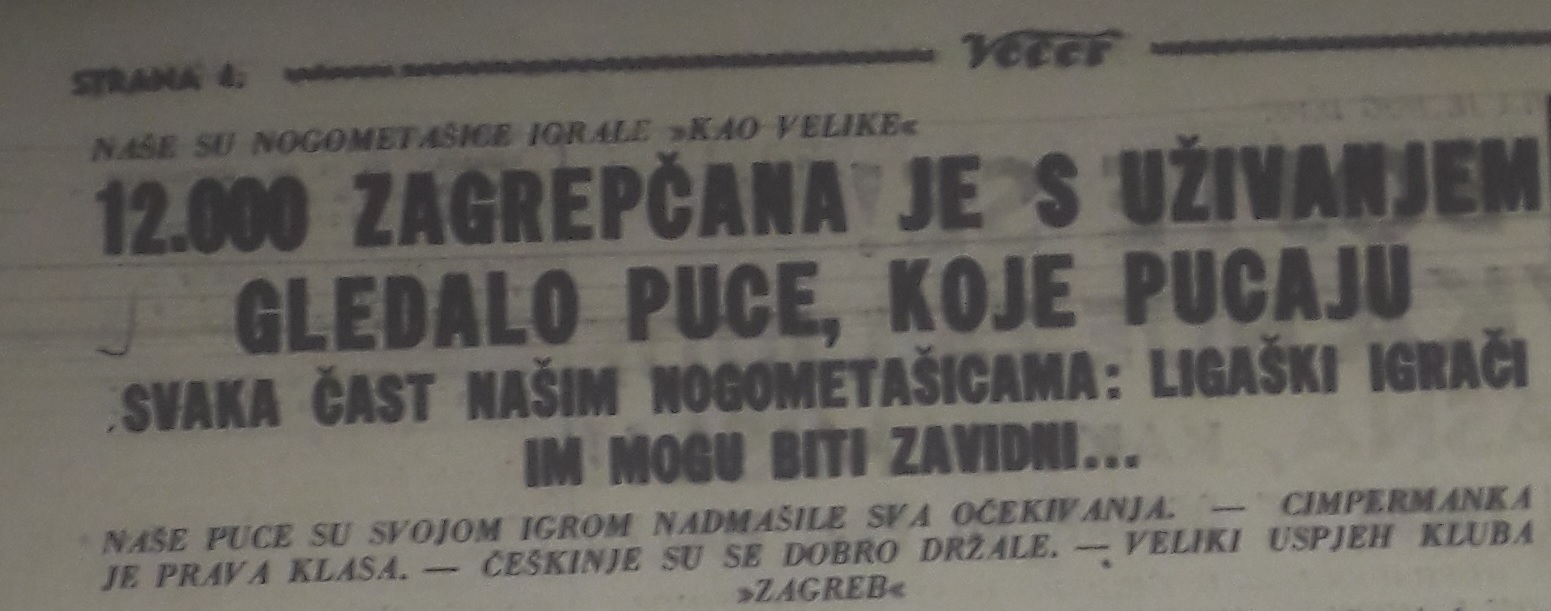 STRANA 4.
Večer
NAŠE SU NOGOMETAŠICE IGRALE »KAO VELIKE«
12.000 ZAGREPČANA JE S UŽIVANJEM
GLEDALO PUCE, KOJE PUCAJU
SVAKA ČAST NAŠIM NOGOMETAŠICAMA: LIGAŠKI IGRAČI
IM MOGU BITI ZAVIDNI...
NAŠE PUCE SU SVOJOM IGROM NADMAŠILE SVA OČEKIVANJA. — CIMPERMANKA
JE PRAVA KLASA. — ČEŠKINJE SU SE DOBRO DRŽALE. — VELIKI USPJEH KLUBA
»ZAGREB«